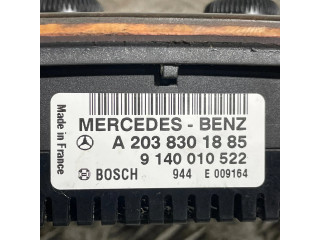 Made in France
MERCEDES - BENZ
A 203 830 18 85
9 140 010 522
BOSCH 944 E 009164